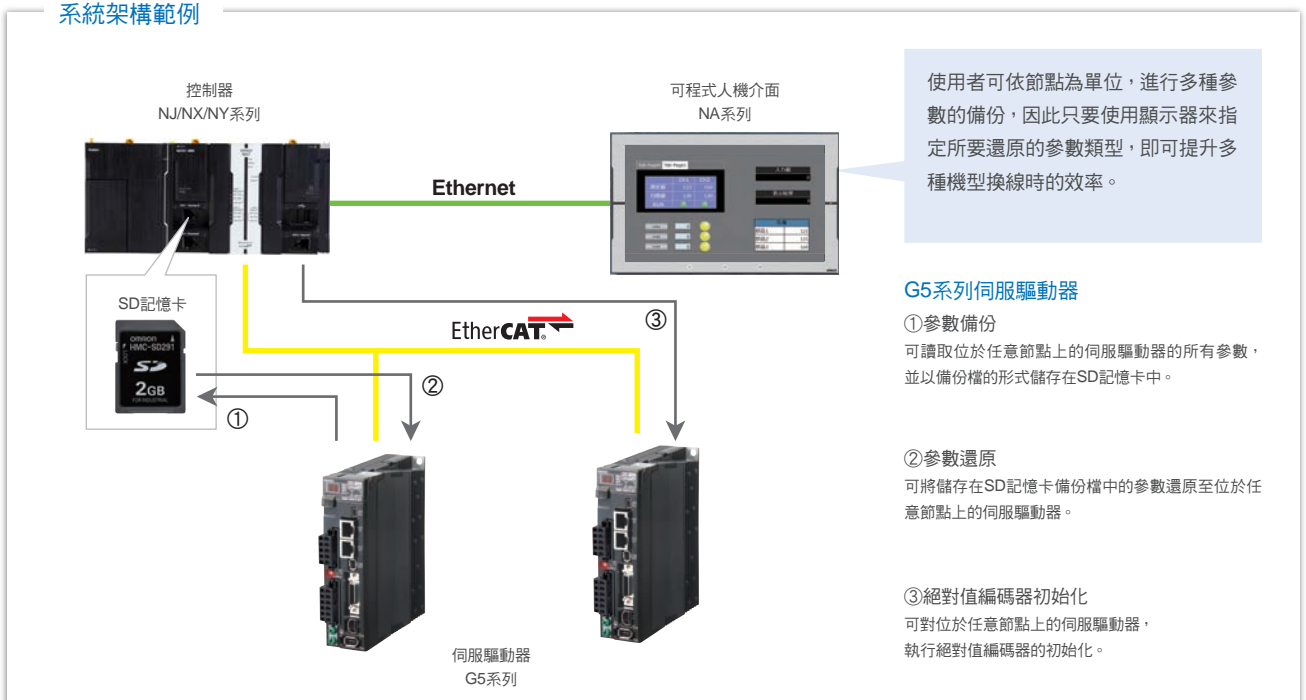 系統架構範例
控制器
NJ/NX/NY系列
可程式人機介面
NA系列
Ethernet
使用者可依節點為單位，進行多種參
數的備份，因此只要使用顯示器來指
定所要還原的參數類型，即可提升多
種機型換線時的效率。
SD記憶卡
omron
HMC-SD291
LOCK
SD
2GB
FOR INDUSTRIAL
EtherCAT®
①
②
③
伺服驅動器
G5系列
G5系列伺服驅動器
①參數備份
可讀取位於任意節點上的伺服驅動器的所有參數，
並以備份檔的形式儲存在SD記憶卡中。
②參數還原
可將儲存在SD記憶卡備份檔中的參數還原至位於任
意節點上的伺服驅動器。
③絕對值編碼器初始化
可對位於任意節點上的伺服驅動器，
執行絕對值編碼器的初始化。